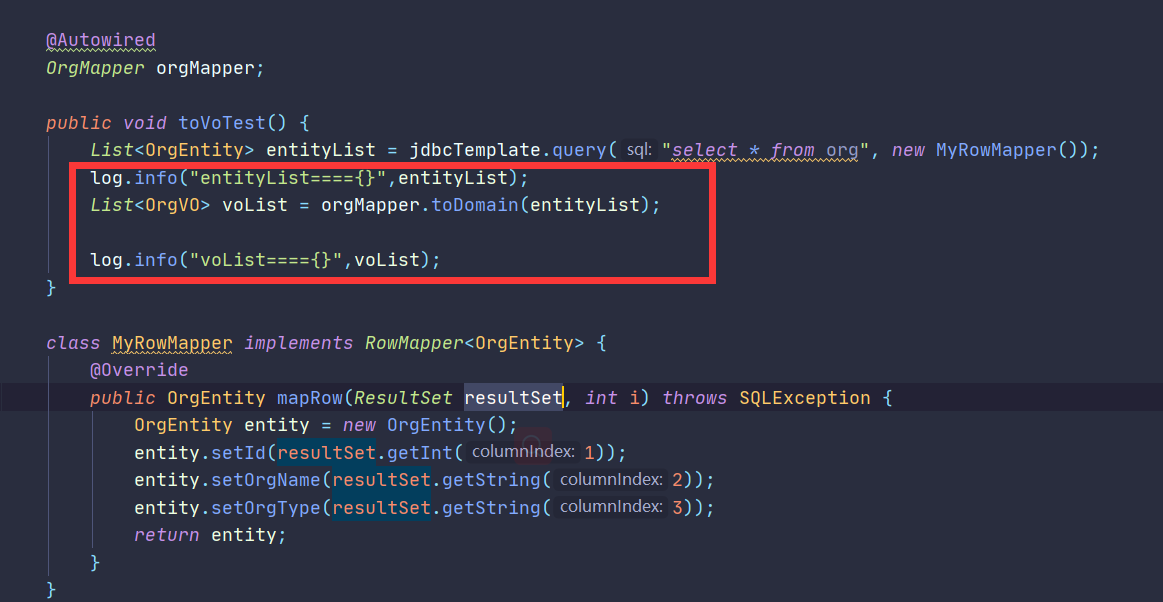 @Autowired
OrgMapper orgMapper;
public void toVoTest() {
List<OrgEntity> entityList = jdbcTemplate.query( sql: "select * from org", new MyRowMapper());
log.info("entityList===={}",entityList);
List<OrgVO> voList = orgMapper.toDomain(entityList);
log.info("voList===={}",voList);
}
class MyRowMapper implements RowMapper<OrgEntity> {
@Override
public OrgEntity mapRow(ResultSet resultSet, int i) throws SQLException {
OrgEntity entity = new OrgEntity();
entity.setId(resultSet.getInt( columnIndex: 1));
entity.setOrgName(resultSet.getString( columnIndex: 2));
entity.setOrgType(resultSet.getString( columnIndex: 3));
return entity;
}
}